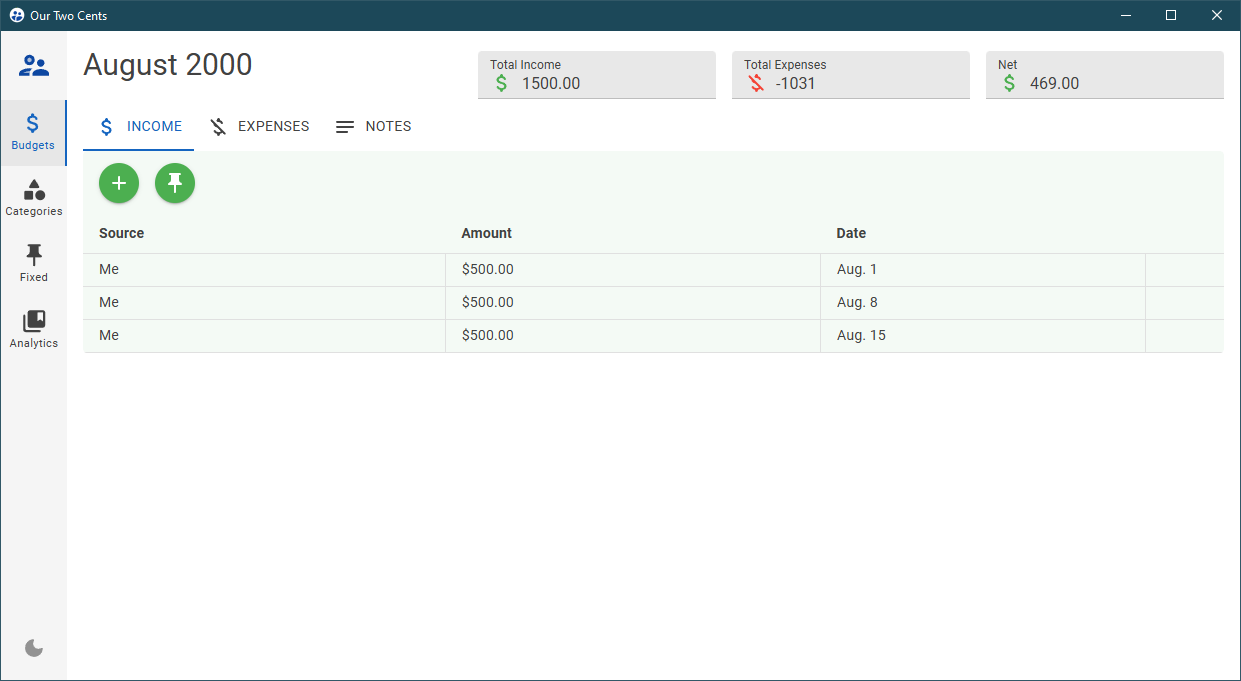 Our Two Cents
August 2000
Total Income
$ 1500.00
Total Expenses
-1031
Net
$ 469.00
$ Budgets
Categories
Fixed
Analytics
$ INCOME
EXPENSES
NOTES
+
Source Amount Date
Me $500.00 Aug. 1
Me $500.00 Aug. 8
Me $500.00 Aug. 15